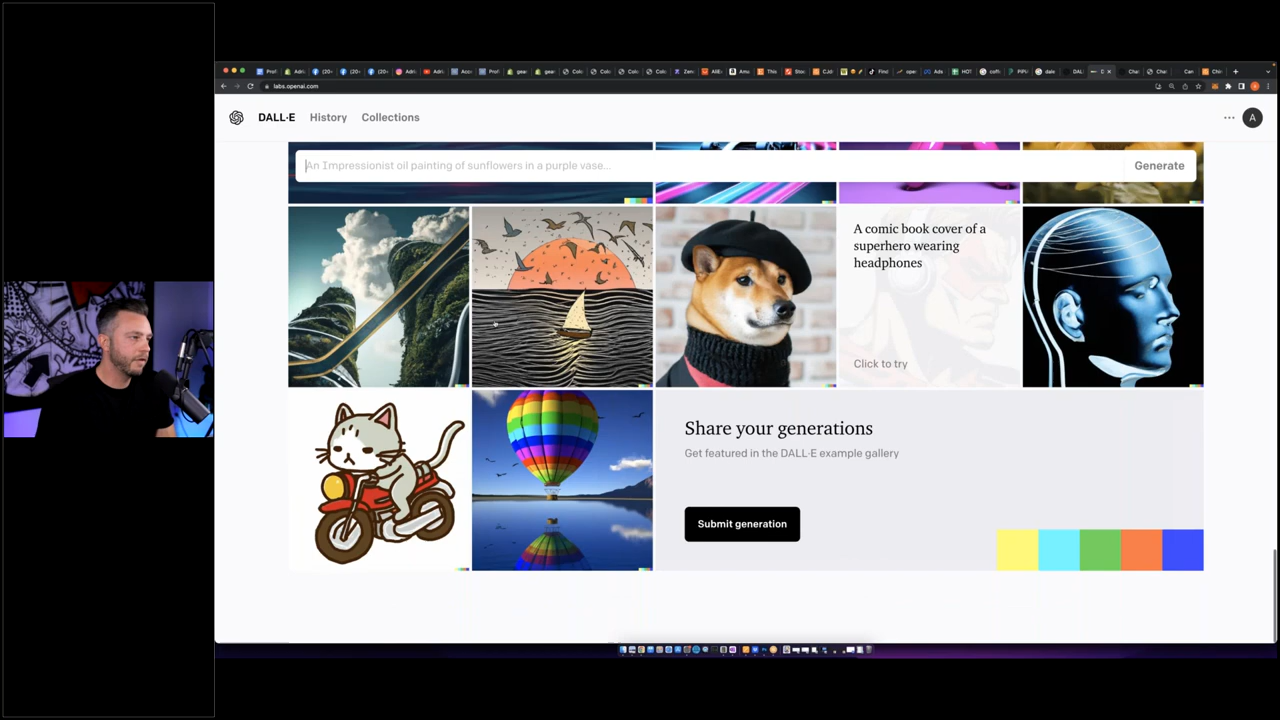 labs.openai.com
DALL·E
History
Collections
A
An Impressionist oil painting of sunflowers in a purple vase...
Generate
A comic book cover of a
superhero wearing
headphones
Click to try
Share your generations
Get featured in the DALL·E example gallery
Submit generation